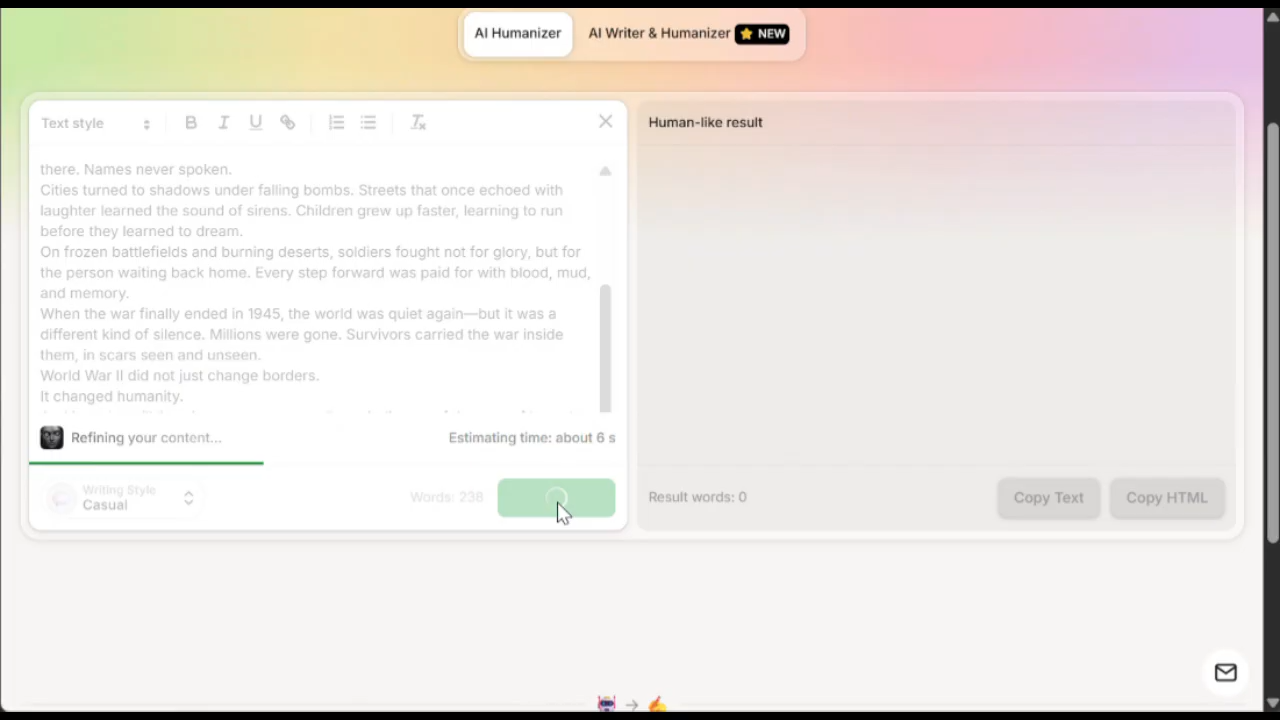 AI Humanizer
AI Writer & Humanizer
NEW
Text style
B I U
Human-like result
there. Names never spoken.
Cities turned to shadows under falling bombs. Streets that once echoed with
laughter learned the sound of sirens. Children grew up faster, learning to run
before they learned to dream.
On frozen battlefields and burning deserts, soldiers fought not for glory, but for
the person waiting back home. Every step forward was paid for with blood, mud,
and memory.
When the war finally ended in 1945, the world was quiet again—but it was a
different kind of silence. Millions were gone. Survivors carried the war inside
them, in scars seen and unseen.
World War II did not just change borders.
It changed humanity.
Refining your content...
Estimating time: about 6 s
Writing Style
Casual
Words: 238
Result words: 0
Copy Text
Copy HTML